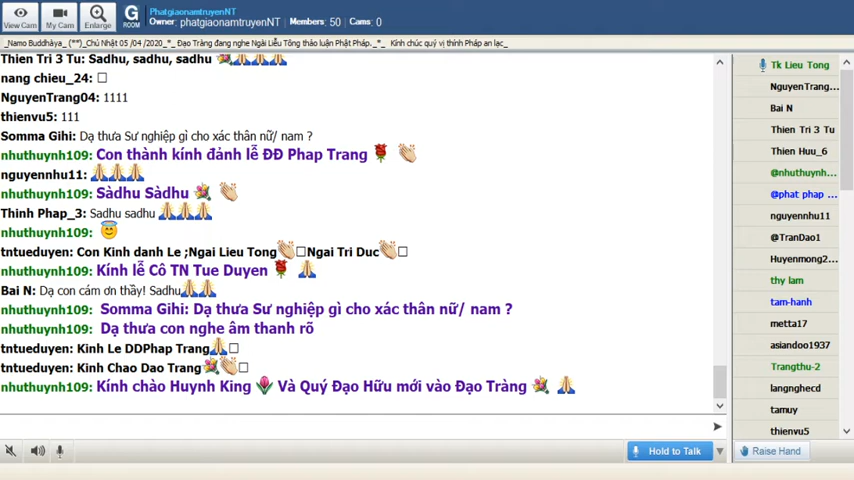 View Cam
My Cam
Enlarge
G
ROOM
PhatgiaonamtruyenNT
Owner: phatgiaonamtruyenNT | Members: 50 | Cams: 0
_Namo Buddhàya_ (**)_Chủ Nhật 05 /04 /2020_*_ Đạo Tràng đang nghe Ngài Liễu Tông thảo luận Phật Pháp._*_ Kính chúc quý vị thính Pháp an lạc_
Thien Tri 3 Tu: Sadhu, sadhu, sadhu 💐🙏🙏🙏
nang chieu_24: □
NguyenTrang04: 1111
thienvu5: 111
Somma Gihi: Dạ thưa Sư nghiệp gì cho xác thân nữ/ nam ?
nhuthuynh109: Con thành kính đảnh lễ ĐĐ Phap Trang 🌹 👏
nguyennhu11: 🙏🙏🙏
nhuthuynh109: Sàdhu Sàdhu 💐 👏
Thinh Phap_3: Sadhu sadhu 🙏🙏🙏
nhuthuynh109: 😇
tntueduyen: Con Kinh danh Le ;Ngai Lieu Tong👏□Ngai Tri Duc👏□
nhuthuynh109: Kính lễ Cô TN Tue Duyen 🌹 🙏
Bai N: Dạ con cám ơn thầy! Sadhu🙏🙏
nhuthuynh109: Somma Gihi: Dạ thưa Sư nghiệp gì cho xác thân nữ/ nam ?
nhuthuynh109: Dạ thưa con nghe âm thanh rõ
tntueduyen: Kinh Le DDPhap Trang🙏□
tntueduyen: Kinh Chao Dao Trang💐👏□
nhuthuynh109: Kính chào Huynh King 🌷 Và Quý Đạo Hữu mới vào Đạo Tràng 💐 🙏
Tk Lieu Tong
NguyenTrang...
Bai N
Thien Tri 3 Tu
Thien Huu_6
@nhuthuynh...
@phat phap ...
nguyennhu11
@TranDao1
Huyenmong2...
thy lam
tam-hanh
metta17
asiandoo1937
Trangthu-2
langnghecd
tamuy
thienvu5
Hold to Talk
Raise Hand